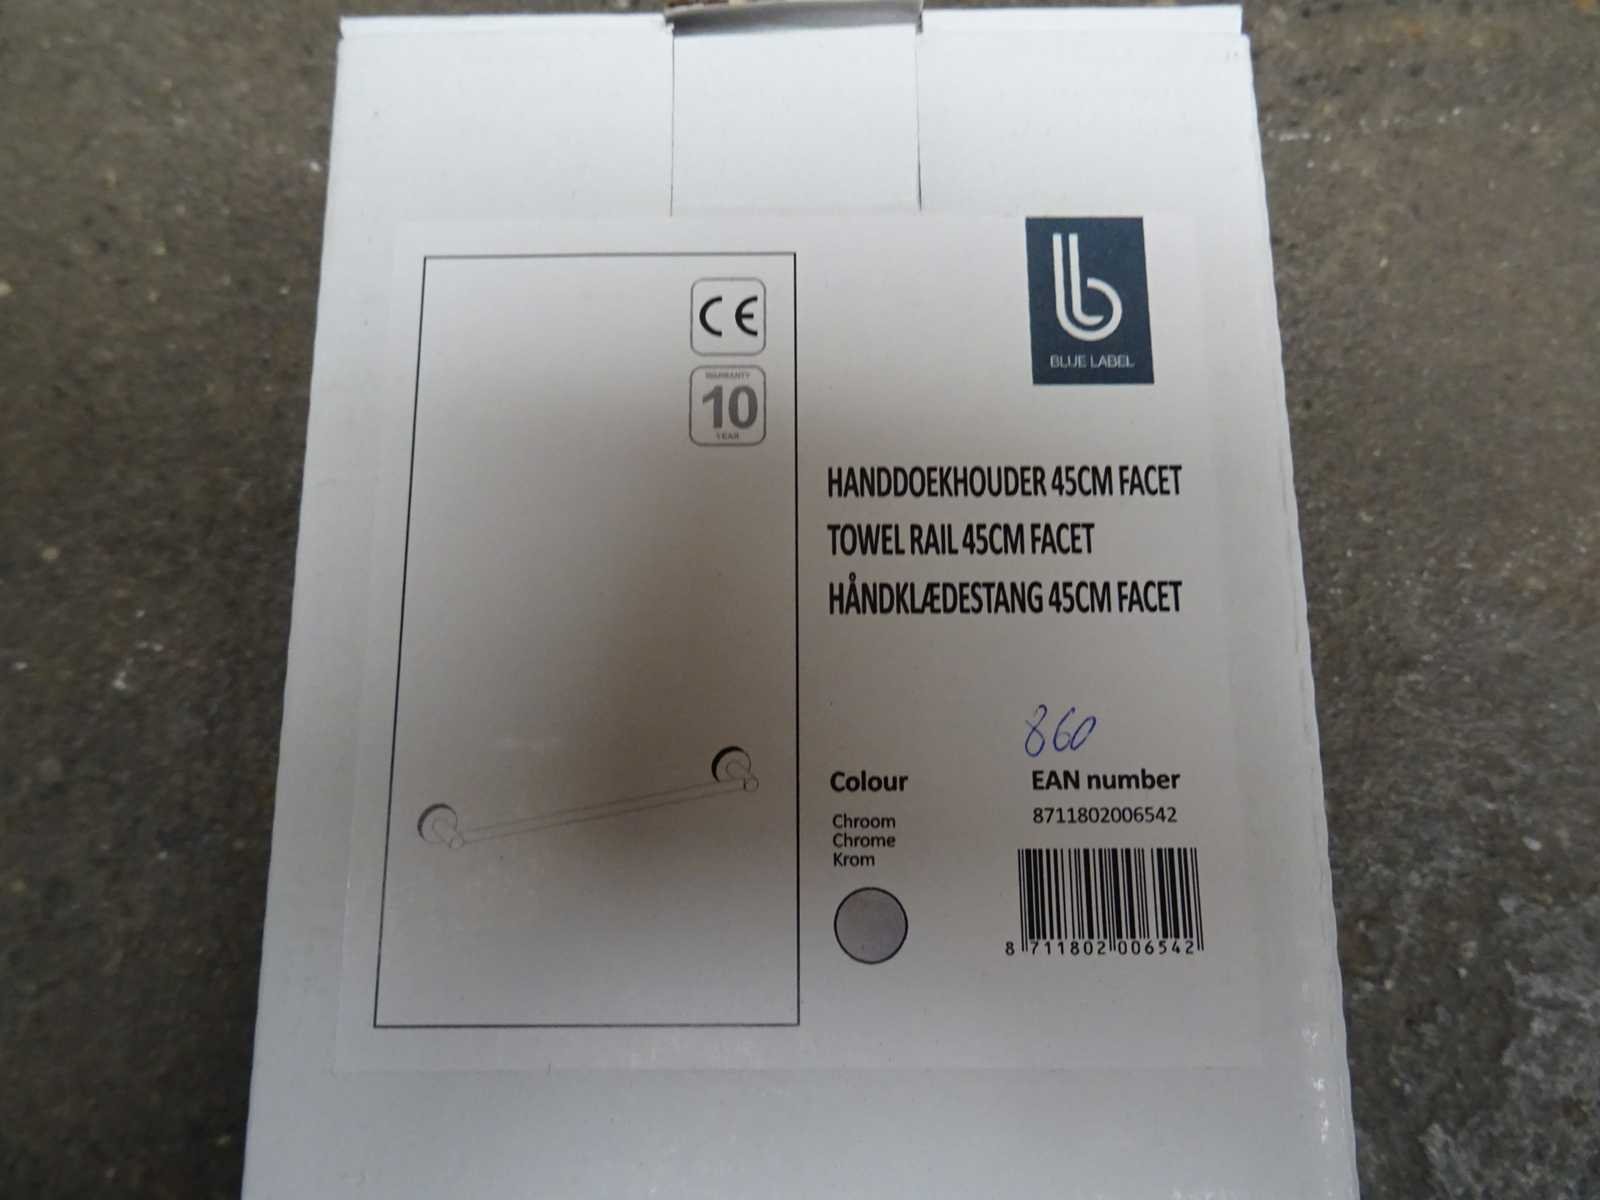 CE
WARRANTY
10
YEAR
BLUE LABEL
HANDDOEKHOUDER 45CM FACET
TOWEL RAIL 45CM FACET
HÅNDKLÆDESTANG 45CM FACET
860
Colour
Chroom
Chrome
Krom
EAN number
8711802006542
8 711802 006542